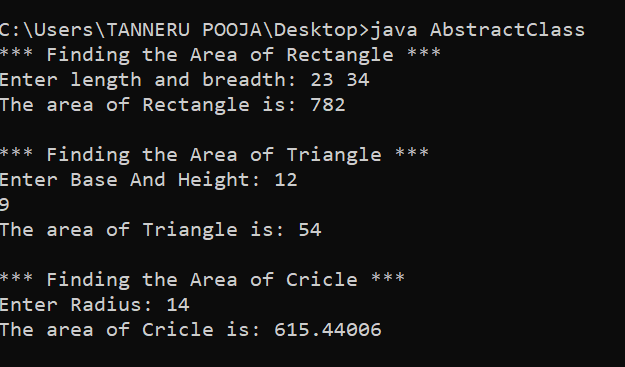 C:\Users\TANNERU POOJA\Desktop>java AbstractClass
*** Finding the Area of Rectangle ***
Enter length and breadth: 23 34
The area of Rectangle is: 782
*** Finding the Area of Triangle ***
Enter Base And Height: 12
9
The area of Triangle is: 54
*** Finding the Area of Cricle ***
Enter Radius: 14
The area of Cricle is: 615.44006